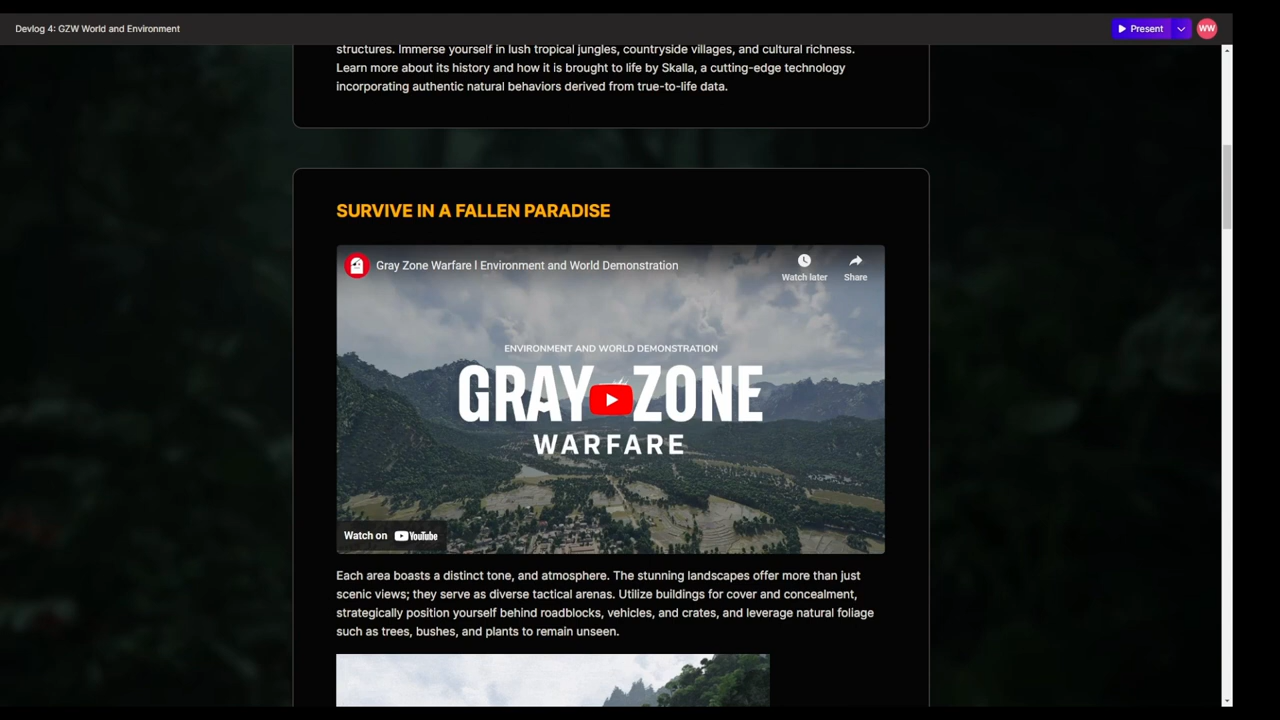 Devlog 4: GZW World and Environment
Present
WW
structures. Immerse yourself in lush tropical jungles, countryside villages, and cultural richness.
Learn more about its history and how it is brought to life by Skalla, a cutting-edge technology
incorporating authentic natural behaviors derived from true-to-life data.
SURVIVE IN A FALLEN PARADISE
Gray Zone Warfare l Environment and World Demonstration
Watch later
Share
ENVIRONMENT AND WORLD DEMONSTRATION
GRAY ZONE
WARFARE
Watch on YouTube
Each area boasts a distinct tone, and atmosphere. The stunning landscapes offer more than just
scenic views; they serve as diverse tactical arenas. Utilize buildings for cover and concealment,
strategically position yourself behind roadblocks, vehicles, and crates, and leverage natural foliage
such as trees, bushes, and plants to remain unseen.